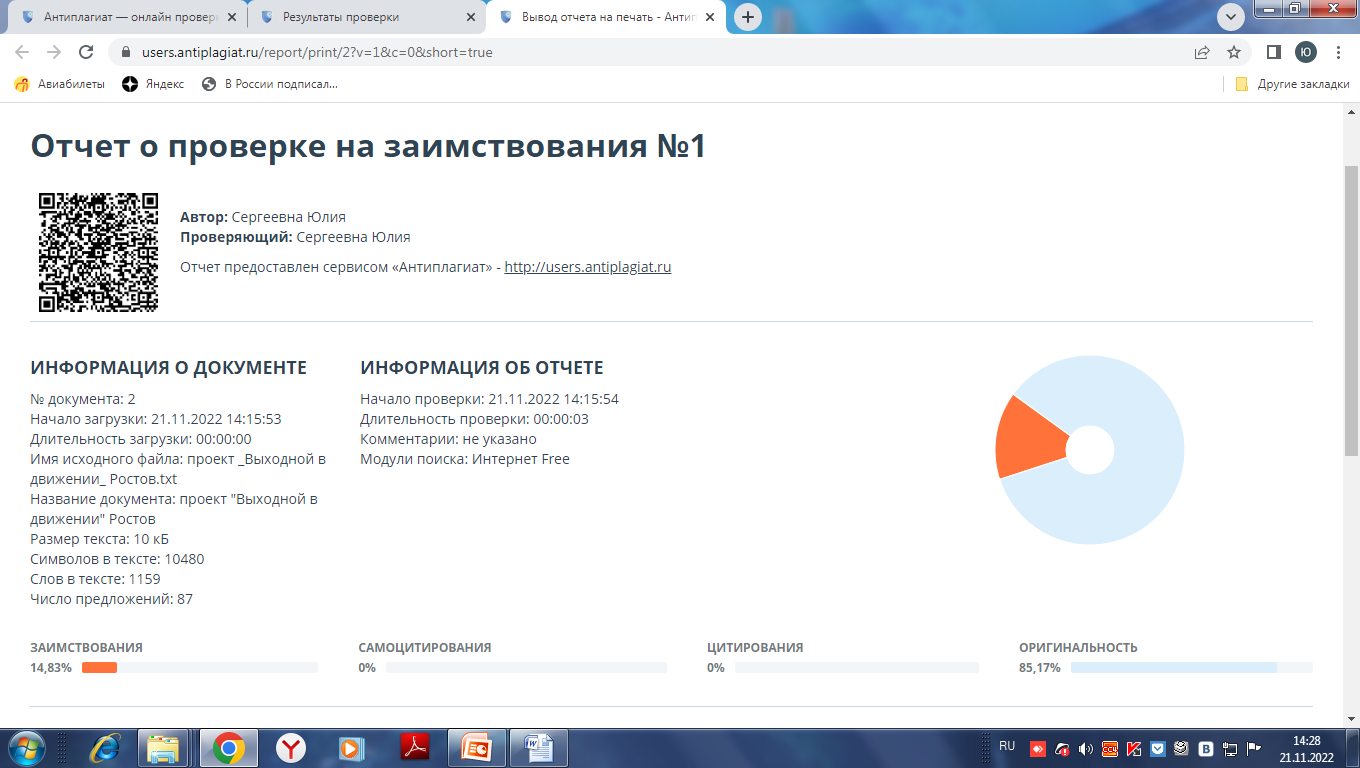 Антиплагиат — онлайн провер
Результаты проверки
Вывод отчета на печать - Антип
users.antiplagiat.ru/report/print/2?v=1&c=0&short=true
Ю
Авиабилеты
Яндекс
В России подписал...
Другие закладки
Отчет о проверке на заимствования №1
Автор: Сергеевна Юлия
Проверяющий: Сергеевна Юлия
Отчет предоставлен сервисом «Антиплагиат» - http://users.antiplagiat.ru
ИНФОРМАЦИЯ О ДОКУМЕНТЕ
№ документа: 2
Начало загрузки: 21.11.2022 14:15:53
Длительность загрузки: 00:00:00
Имя исходного файла: проект _Выходной в
движении_ Ростов.txt
Название документа: проект "Выходной в
движении" Ростов
Размер текста: 10 кБ
Cимволов в тексте: 10480
Слов в тексте: 1159
Число предложений: 87
ИНФОРМАЦИЯ ОБ ОТЧЕТЕ
Начало проверки: 21.11.2022 14:15:54
Длительность проверки: 00:00:03
Комментарии: не указано
Модули поиска: Интернет Free
ЗАИМСТВОВАНИЯ
14,83%
САМОЦИТИРОВАНИЯ
0%
ЦИТИРОВАНИЯ
0%
ОРИГИНАЛЬНОСТЬ
85,17%
RU
14:28
21.11.2022